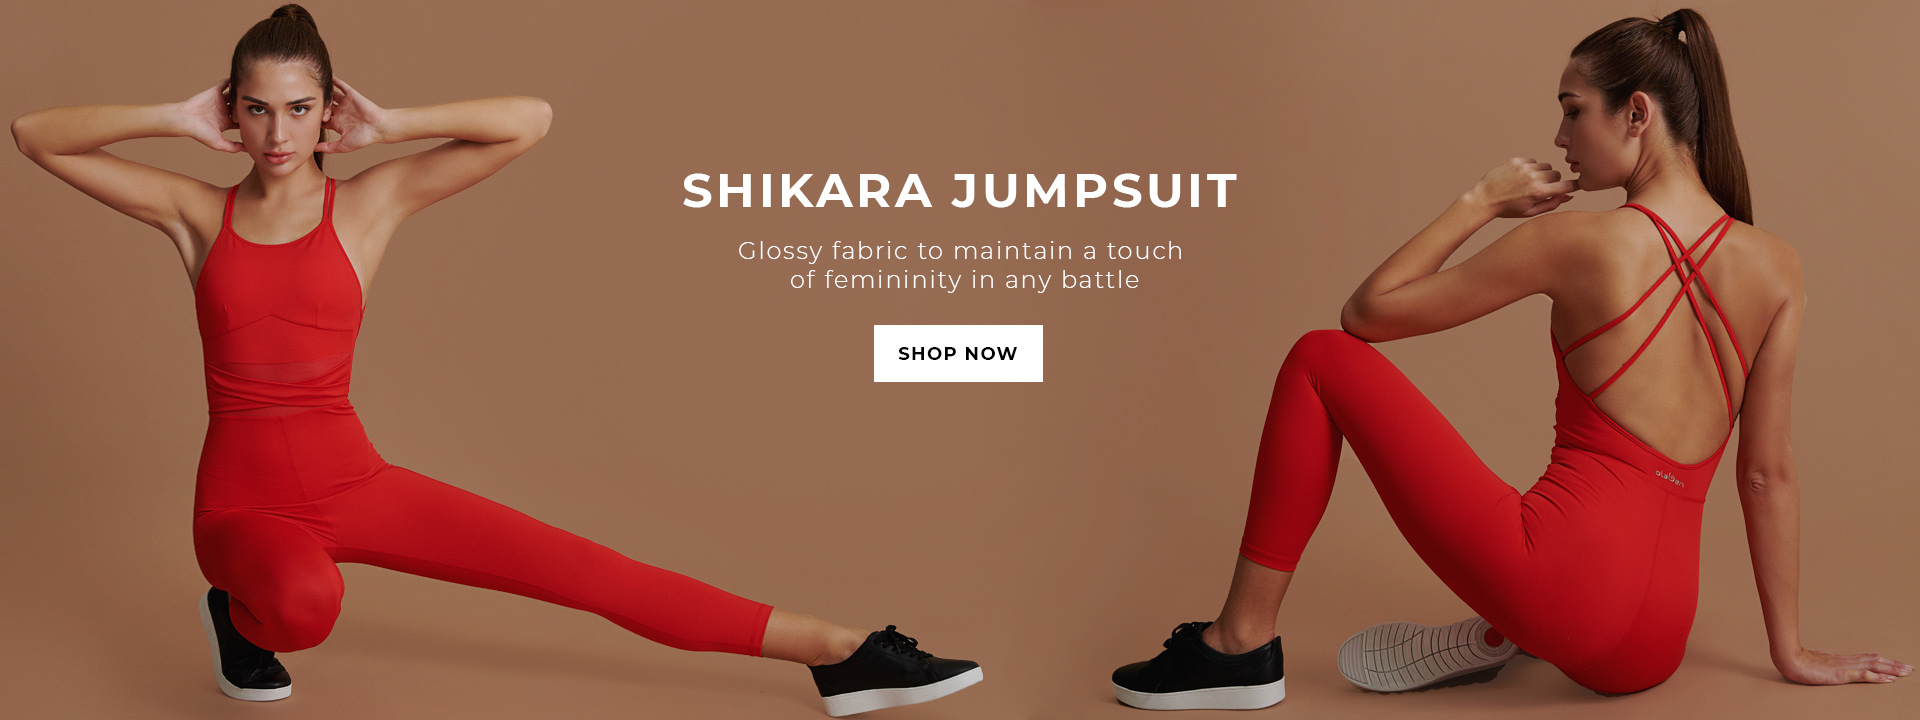 SHIKARA JUMPSUIT
Glossy fabric to maintain a touch
of femininity in any battle
SHOP NOW